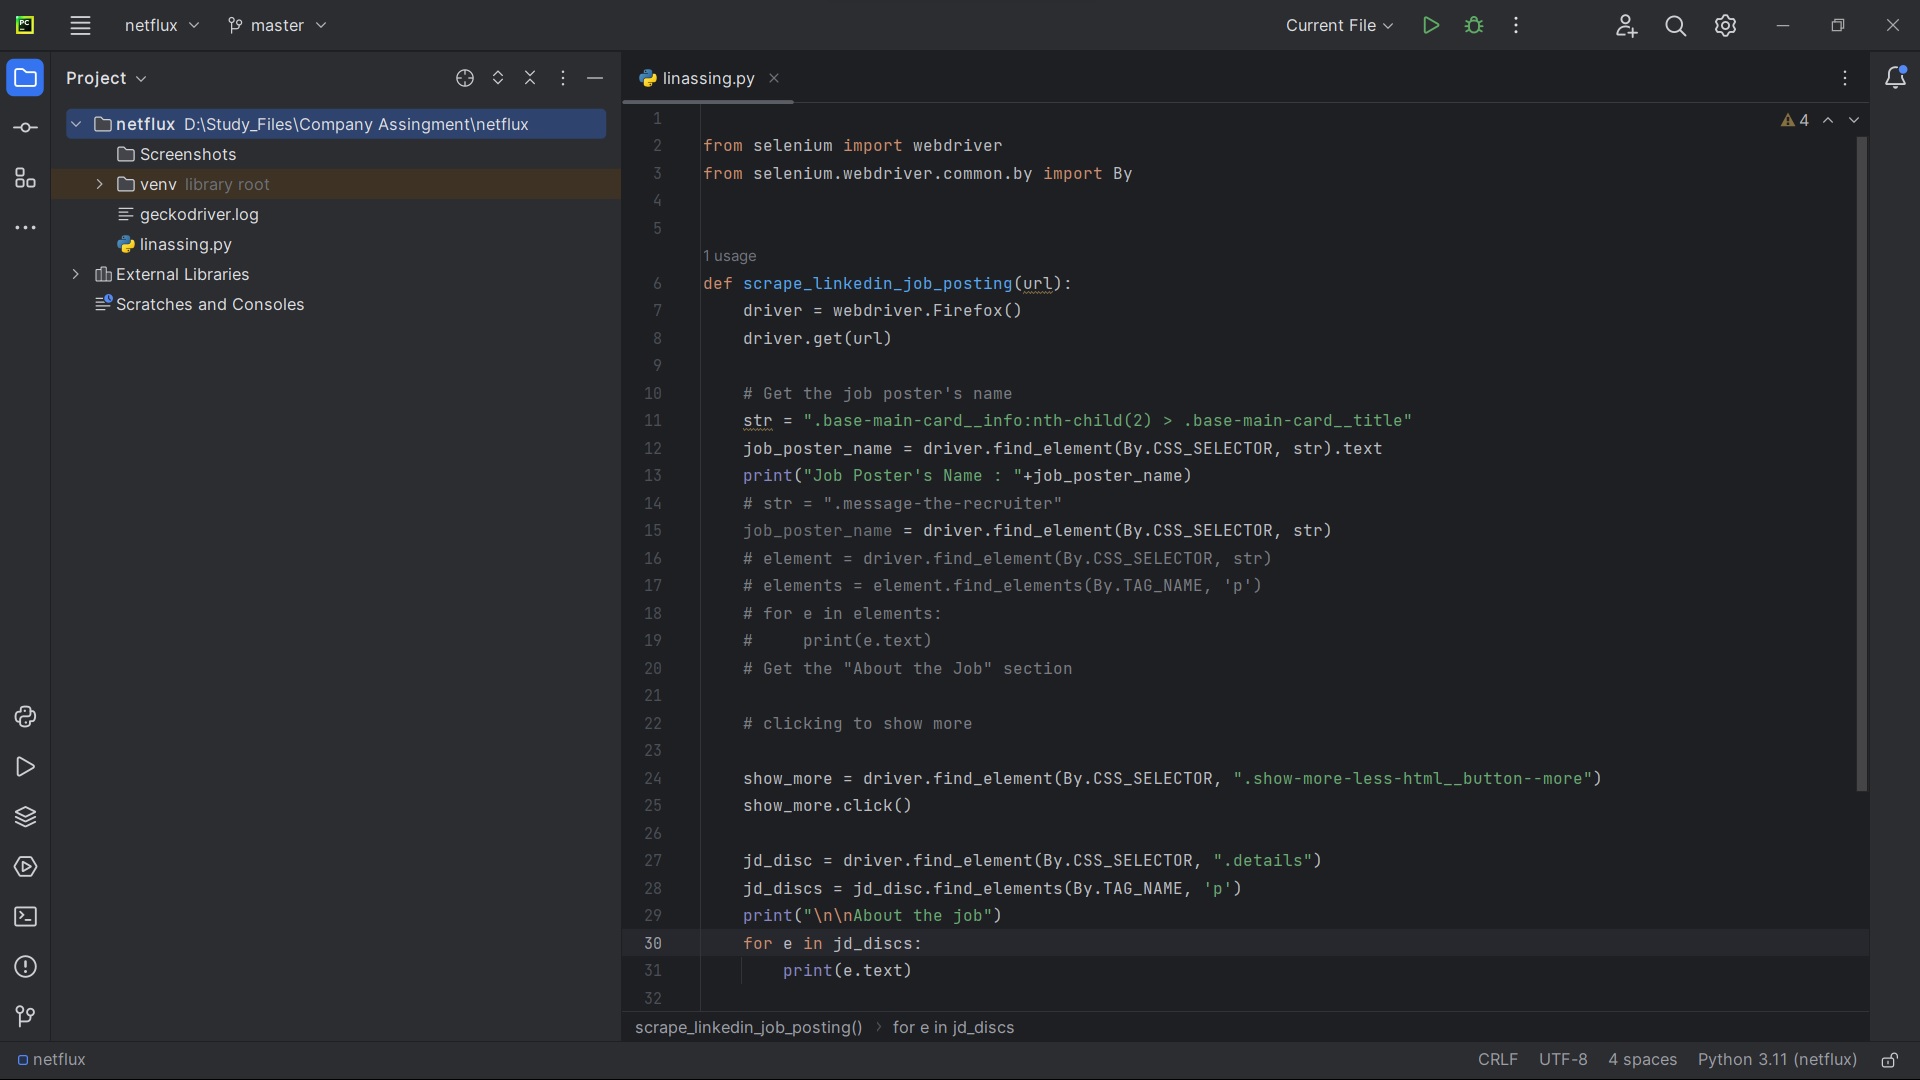 PC
netflux
master
Current File
Project
linassing.py
netflux D:\Study_Files\Company Assingment\netflux
Screenshots
venv library root
geckodriver.log
linassing.py
External Libraries
Scratches and Consoles
4
1
2 from selenium import webdriver
3 from selenium.webdriver.common.by import By
4
5
1 usage
6 def scrape_linkedin_job_posting(url):
7     driver = webdriver.Firefox()
8     driver.get(url)
9
10     # Get the job poster's name
11     str = ".base-main-card__info:nth-child(2) > .base-main-card__title"
12     job_poster_name = driver.find_element(By.CSS_SELECTOR, str).text
13     print("Job Poster's Name : "+job_poster_name)
14     # str = ".message-the-recruiter"
15     job_poster_name = driver.find_element(By.CSS_SELECTOR, str)
16     # element = driver.find_element(By.CSS_SELECTOR, str)
17     # elements = element.find_elements(By.TAG_NAME, 'p')
18     # for e in elements:
19     #     print(e.text)
20     # Get the "About the Job" section
21
22     # clicking to show more
23
24     show_more = driver.find_element(By.CSS_SELECTOR, ".show-more-less-html__button--more")
25     show_more.click()
26
27     jd_disc = driver.find_element(By.CSS_SELECTOR, ".details")
28     jd_discs = jd_disc.find_elements(By.TAG_NAME, 'p')
29     print("\n\nAbout the job")
30     for e in jd_discs:
31         print(e.text)
32
scrape_linkedin_job_posting() > for e in jd_discs
netflux
CRLF UTF-8 4 spaces Python 3.11 (netflux)